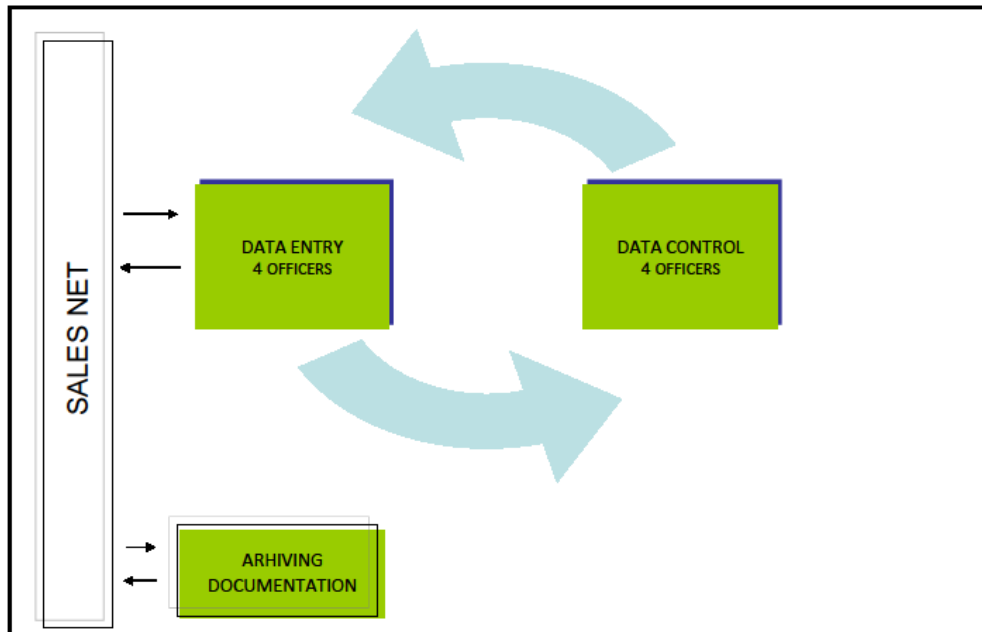 SALES NET
DATA ENTRY
4 OFFICERS
DATA CONTROL
4 OFFICERS
ARHIVING
DOCUMENTATION